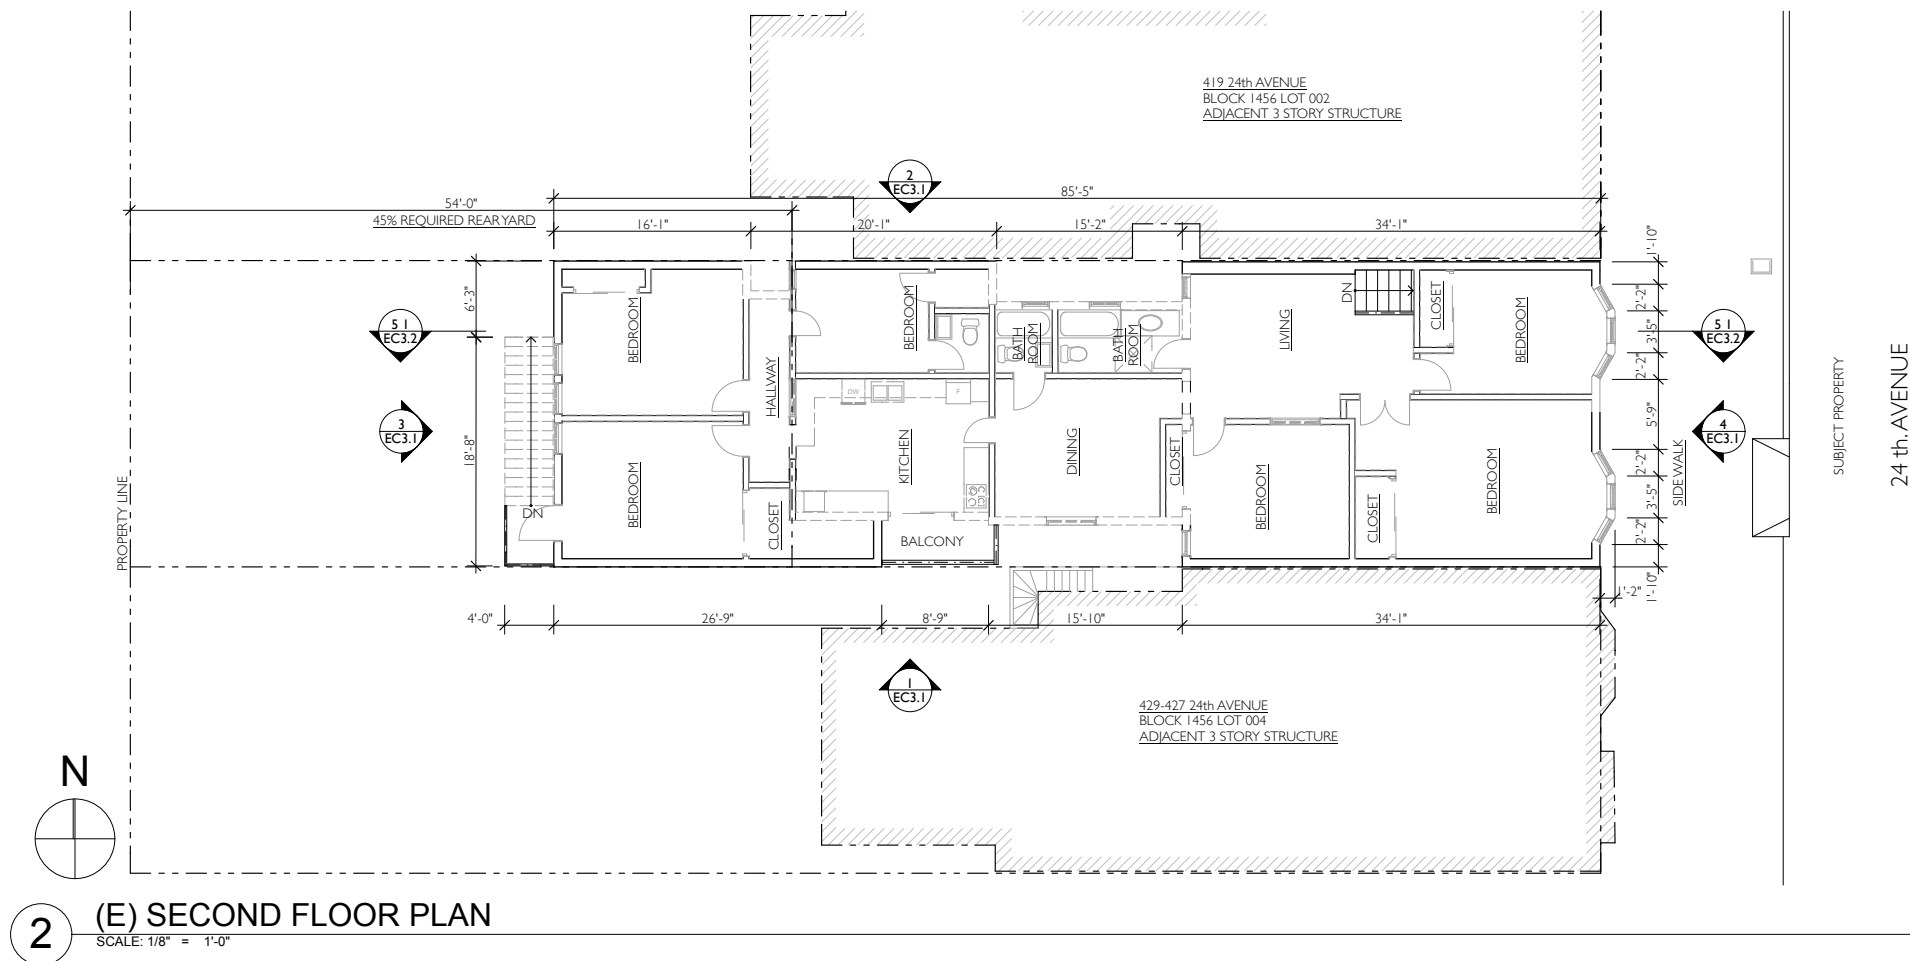 419 24th AVENUE
BLOCK 1456 LOT 002
ADJACENT 3 STORY STRUCTURE
2
EC3.1
85'-5"
54'-0"
45% REQUIRED REAR YARD
16'-1"
20'-1"
15'-2"
34'-1"
1'-10"
2'-2"
3'-5"
2'-2"
5'-9"
2'-2"
3'-5"
2'-2"
1'-10"
1'-2"
6'-3"
18'-8"
5 1
EC3.2
3
EC3.1
5 1
EC3.2
4
EC3.1
BEDROOM
HALLWAY
BEDROOM
BATH
ROOM
BATH
ROOM
LIVING
DN
CLOSET
BEDROOM
DW
F
KITCHEN
DINING
CLOSET
BEDROOM
CLOSET
BEDROOM
BEDROOM
CLOSET
BALCONY
DN
PROPERTY LINE
SIDE WALK
SUBJECT PROPERTY
24 th. AVENUE
4'-0"
26'-9"
8'-9"
15'-10"
34'-1"
1
EC3.1
429-427 24th AVENUE
BLOCK 1456 LOT 004
ADJACENT 3 STORY STRUCTURE
N
2
(E) SECOND FLOOR PLAN
SCALE: 1/8" = 1'-0"